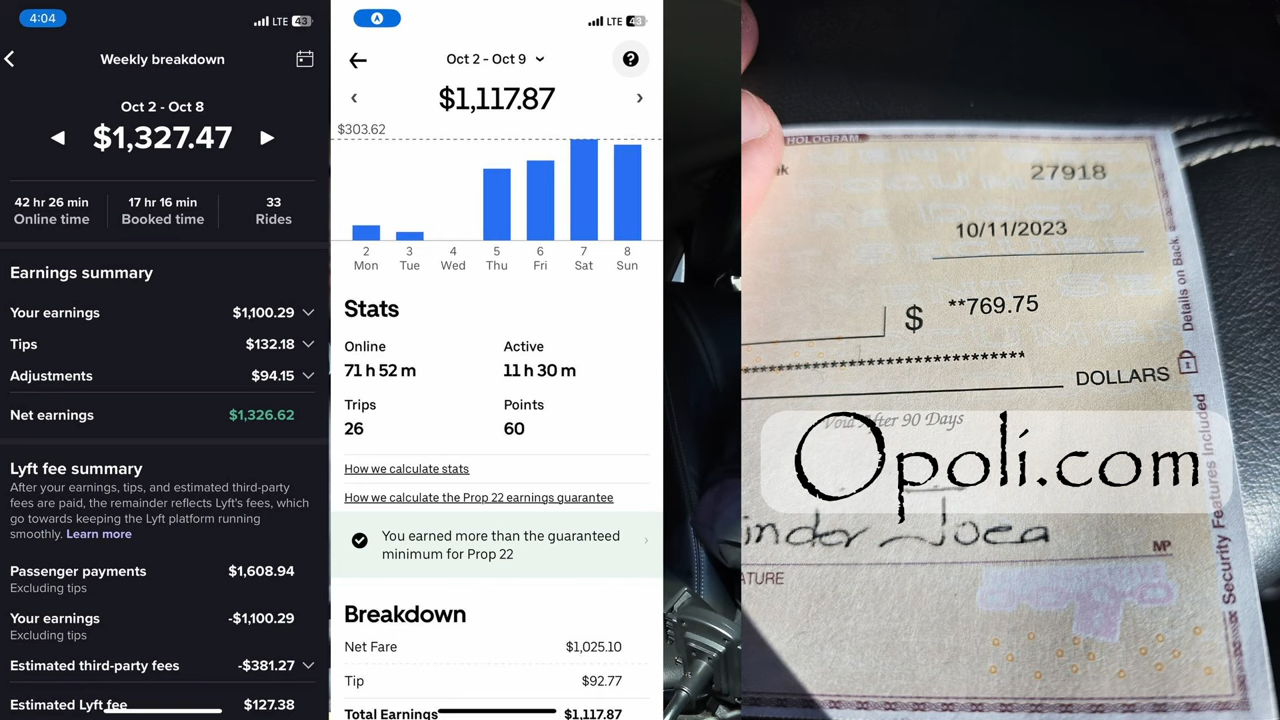 4:04
LTE 43
Weekly breakdown
Oct 2 - Oct 8
$1,327.47
42 hr 26 min
Online time
17 hr 16 min
Booked time
33
Rides
Earnings summary
Your earnings $1,100.29
Tips $132.18
Adjustments $94.15
Net earnings $1,326.62
Lyft fee summary
After your earnings, tips, and estimated third-party
fees are paid, the remainder reflects Lyft's fees, which
go towards keeping the Lyft platform running
smoothly. Learn more
Passenger payments $1,608.94
Excluding tips
Your earnings -$1,100.29
Excluding tips
Estimated third-party fees -$381.27
Estimated Lyft fee $127.38
LTE 43
Oct 2 - Oct 9
?
$1,117.87
$303.62
2 3 4 5 6 7 8
Mon Tue Wed Thu Fri Sat Sun
Stats
Online Active
71 h 52 m 11 h 30 m
Trips Points
26 60
How we calculate stats
How we calculate the Prop 22 earnings guarantee
You earned more than the guaranteed
minimum for Prop 22
Breakdown
Net Fare $1,025.10
Tip $92.77
Total Earnings $1,117.87
HOLOGRAM
27918
10/11/2023
$ **769.75
DOLLARS
Void After 90 Days
Opoli.com
MP
ATURE
Security Features Included
Details on Back.